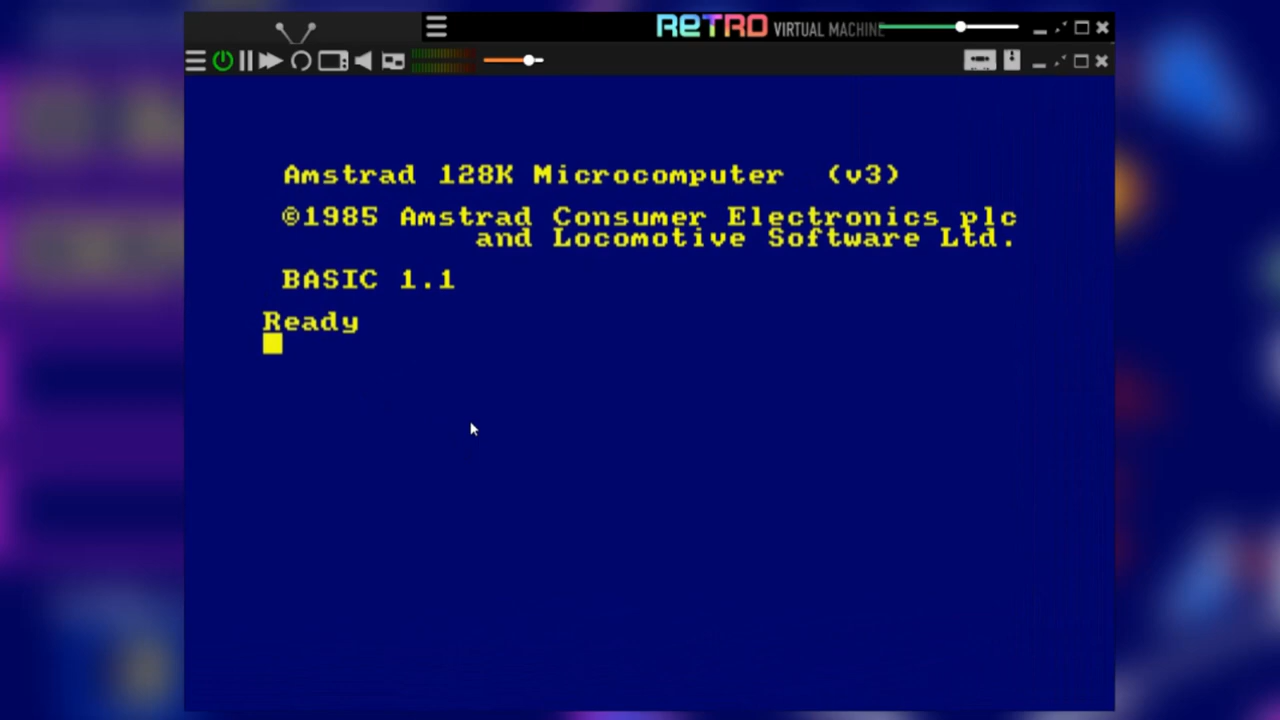 RETRO VIRTUAL MACHINE
Amstrad 128K Microcomputer (v3)
©1985 Amstrad Consumer Electronics plc
and Locomotive Software Ltd.
BASIC 1.1
Ready